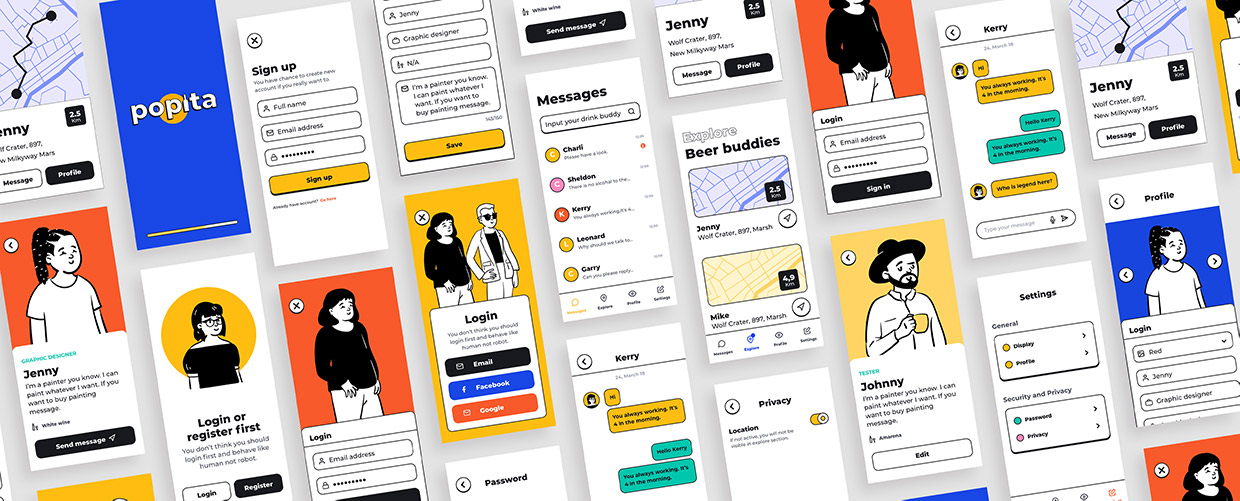 Jenny
Wolf Crater, 897,
New Milkyway Mars
2.5
Km
Message
Profile
GRAPHIC DESIGNER
Jenny
I'm a painter you know. I
can paint whatever I
want. If you want to
buy painting
message.
White wine
Send message
popita
Login or
register first
You don't think you should
login and behave like
human not robot.
Login
Register
Sign up
You have chance to create new
account if you really want to.
Full name
Email address
Sign up
Already have account? Go here
Login
Email address
Jenny
Graphic designer
N/A
I'm a painter you know.
I can paint whatever I
want. If you want to
buy painting message.
143/150
Save
Login
You don't think you should
login and behave like
human not robot.
Email
Facebook
Google
Password
White wine
Send message
Messages
Input your drink buddy
Charli
Please have a look.
Sheldon
There is no alcohol to the...
Kerry
You always working.It's 4...
Leonard
Why should we talk to...
Garry
Can you please reply...
Messages
Explore
Profile
Settings
Kerry
24, March 18
Hi
You always working. It's
4 in the morning.
Hello Kerry
You always working. It's
4 in the morning.
Jenny
Wolf Crater, 897,
New Milkyway Mars
2.5
Km
Message
Profile
Explore
Beer buddies
2.5
Km
Jenny
Wolf Crater, 897, Marsh
4,9
Km
Mike
Wolf Crater, 897, Marsh
Messages
Explore
Profile
Settings
Privacy
Location
If not active, you will not be
visible in explore section.
Login
Email address
Sign in
TESTER
Johnny
I'm a painter you know. I can
paint whatever I want. If you
want to buy painting
message.
Amarena
Edit
Kerry
24, March 18
Hi
You always working. It's
4 in the morning.
Hello Kerry
You always working. It's
4 in the morning.
Who is legend here?
Type your message
Settings
General
Display
Profile
Security and Privacy
Password
Privacy
Jenny
Wolf Crater, 897,
New Milkyway Mars
2.5
Km
Message
Profile
Profile
Login
Red
Jenny
Graphic designer